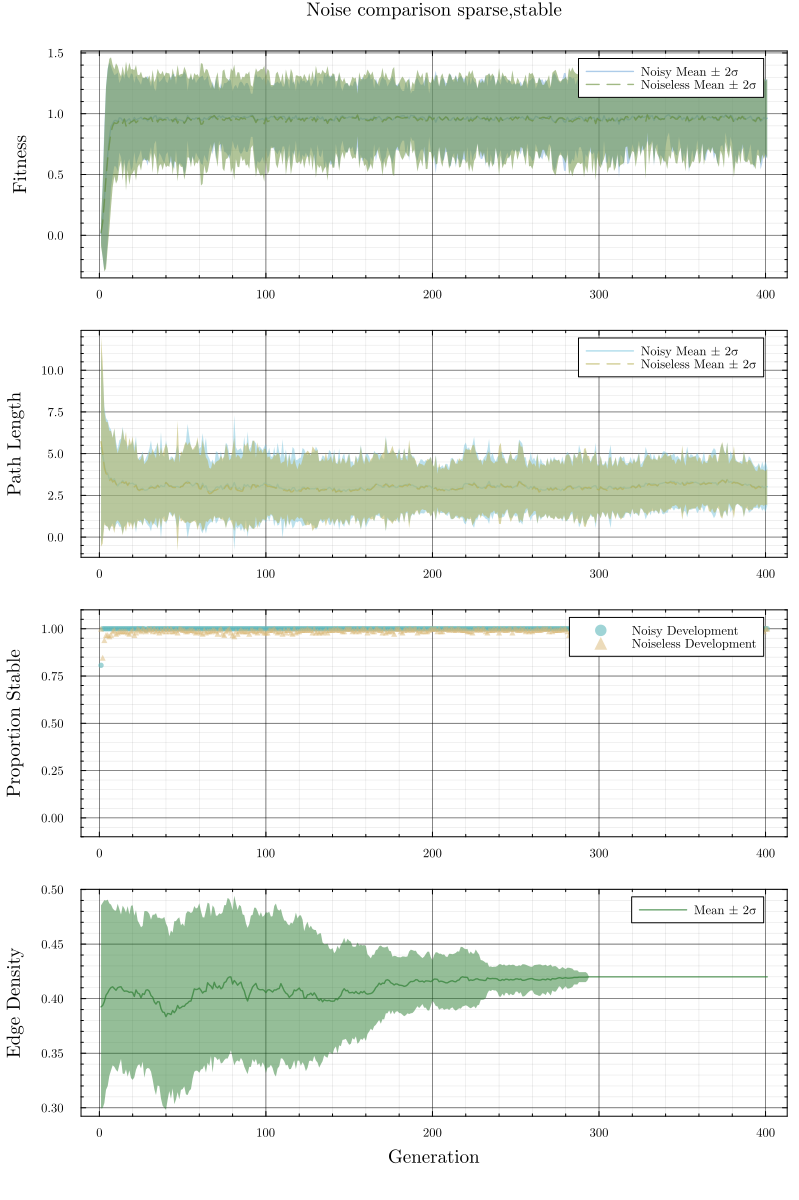 Noise comparison sparse,stable
1.5
1.0
0.5
0.0
Fitness
Noisy Mean ± 2σ
Noiseless Mean ± 2σ
0 100 200 300 400
10.0
7.5
5.0
2.5
0.0
Path Length
Noisy Mean ± 2σ
Noiseless Mean ± 2σ
0 100 200 300 400
1.00
0.75
0.50
0.25
0.00
Proportion Stable
Noisy Development
Noiseless Development
0 100 200 300 400
0.50
0.45
0.40
0.35
0.30
Edge Density
Mean ± 2σ
0 100 200 300 400
Generation